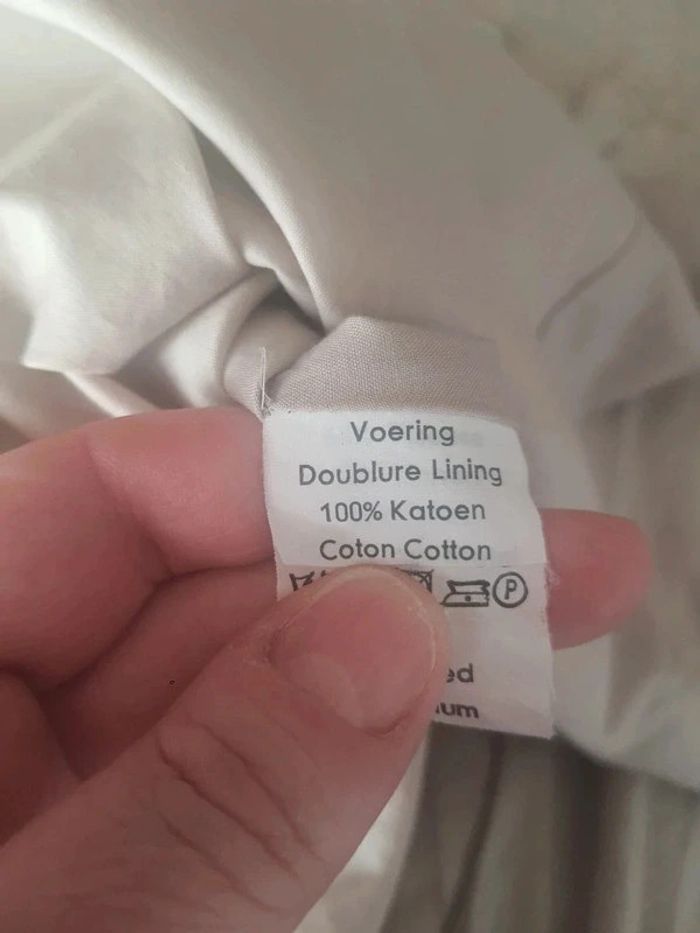 Voering
Doublure Lining
100% Katoen
Coton Cotton
P